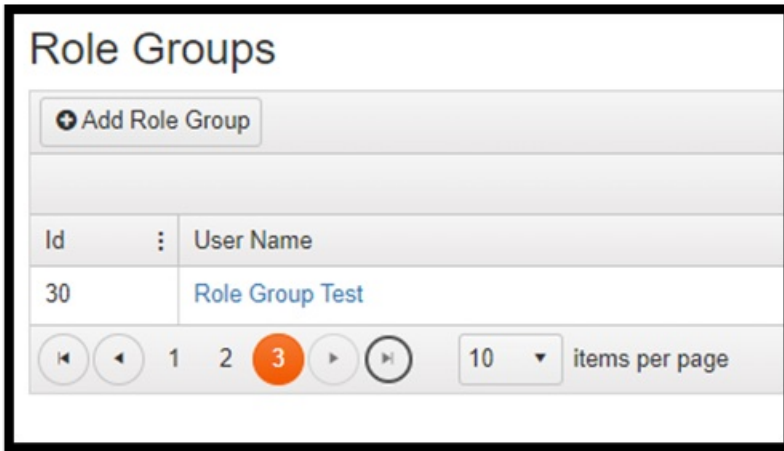 Role Groups
Add Role Group
Id User Name
30 Role Group Test
1 2 3 10 items per page